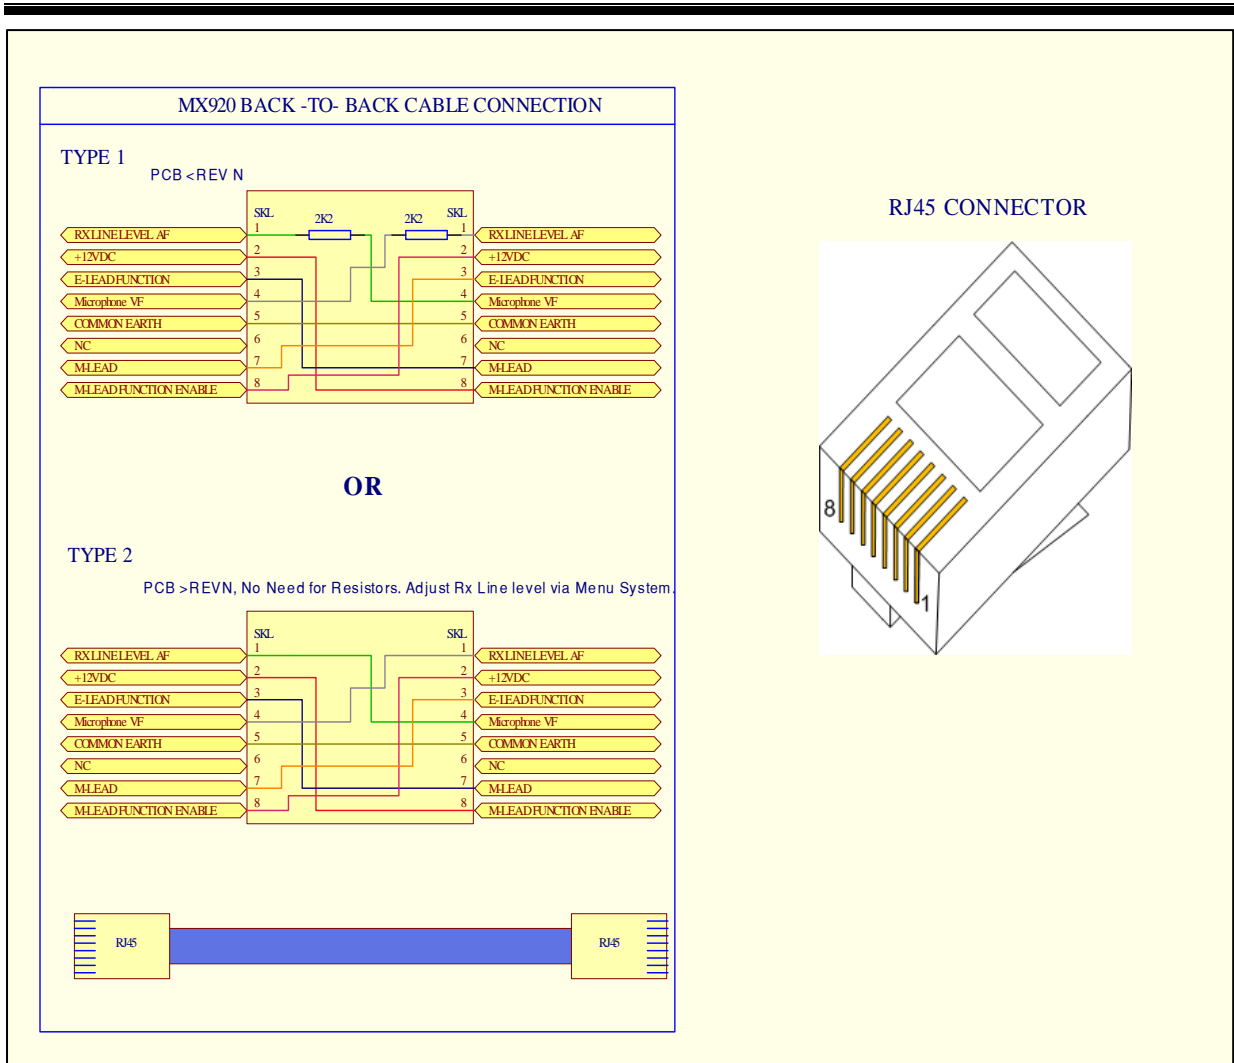 MX920 BACK -TO- BACK CABLE CONNECTION
TYPE 1
PCB <REV N
SKL 2K2 2K2 SKL
RX LINE LEVEL AF 1 1 RX LINE LEVEL AF
+12VDC 2 2 +12VDC
E-LEAD FUNCTION 3 3 E-LEAD FUNCTION
Microphone VF 4 4 Microphone VF
COMMON EARTH 5 5 COMMON EARTH
NC 6 6 NC
M-LEAD 7 7 M-LEAD
M-LEAD FUNCTION ENABLE 8 8 M-LEAD FUNCTION ENABLE
OR
TYPE 2
PCB >REVN, No Need for Resistors. Adjust Rx Line level via Menu System.
SKL SKL
RX LINE LEVEL AF 1 1 RX LINE LEVEL AF
+12VDC 2 2 +12VDC
E-LEAD FUNCTION 3 3 E-LEAD FUNCTION
Microphone VF 4 4 Microphone VF
COMMON EARTH 5 5 COMMON EARTH
NC 6 6 NC
M-LEAD 7 7 M-LEAD
M-LEAD FUNCTION ENABLE 8 8 M-LEAD FUNCTION ENABLE
RJ45 RJ45
RJ45 CONNECTOR
8
1